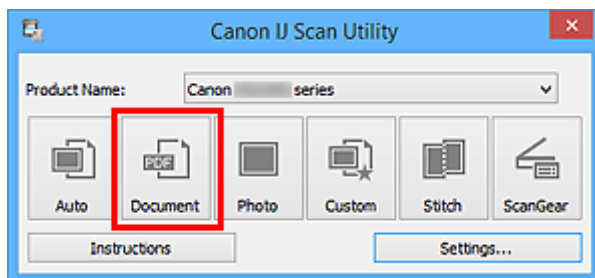 Canon IJ Scan Utility
Product Name: Canon series
PDF
Auto Document Photo Custom Stitch ScanGear
Instructions Settings...